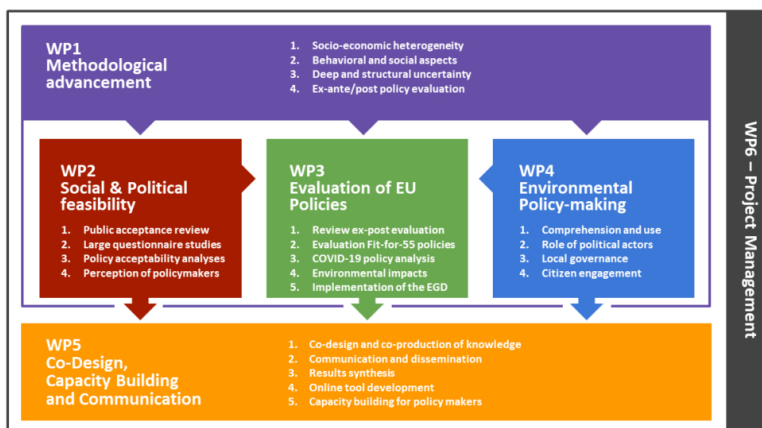 WP1
Methodological
advancement
1. Socio-economic heterogeneity
2. Behavioral and social aspects
3. Deep and structural uncertainty
4. Ex-ante/post policy evaluation
WP2
Social & Political
feasibility
1. Public acceptance review
2. Large questionnaire studies
3. Policy acceptability analyses
4. Perception of policymakers
WP3
Evaluation of EU
Policies
1. Review ex-post evaluation
2. Evaluation Fit-for-55 policies
3. COVID-19 policy analysis
4. Environmental impacts
5. Implementation of the EGD
WP4
Environmental
Policy-making
1. Comprehension and use
2. Role of political actors
3. Local governance
4. Citizen engagement
WP5
Co-Design,
Capacity Building
and Communication
1. Co-design and co-production of knowledge
2. Communication and dissemination
3. Results synthesis
4. Online tool development
5. Capacity building for policy makers
WP6 – Project Management